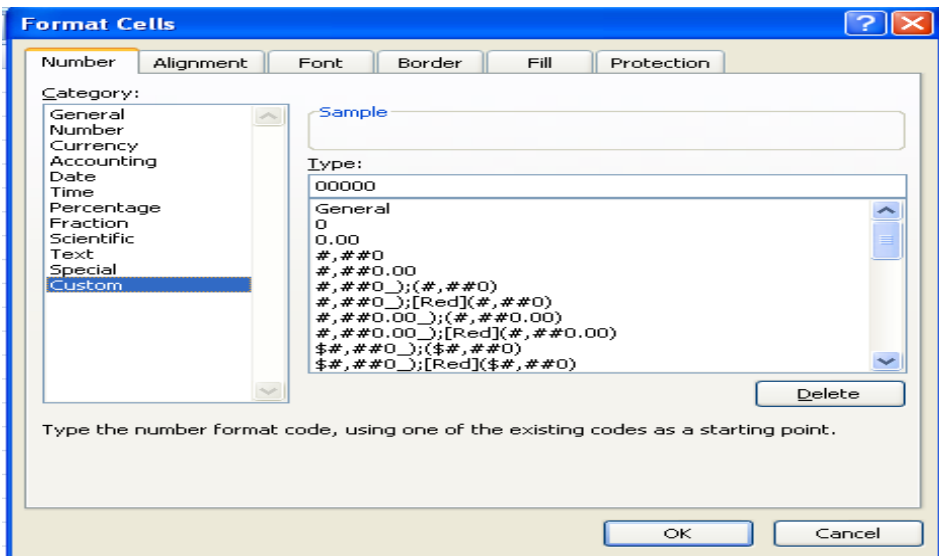 Format Cells
Number Alignment Font Border Fill Protection
Category:
General
Number
Currency
Accounting
Date
Time
Percentage
Fraction
Scientific
Text
Special
Custom
Sample
Type:
00000
General
0
0.00
#,##0
#,##0.00
#,##0_);(#,##0)
#,##0_);[Red](#,##0)
#,##0.00_);(#,##0.00)
#,##0.00_);[Red](#,##0.00)
$#,##0_);($#,##0)
$#,##0_);[Red]($#,##0)
Delete
Type the number format code, using one of the existing codes as a starting point.
OK Cancel